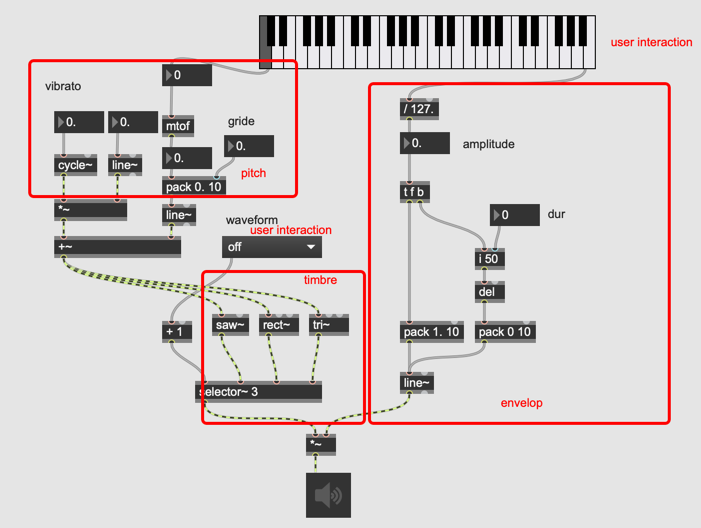 user interaction
vibrato
0
/ 127.
0.
0.
mtof
gride
0.
0.
amplitude
cycle~
line~
0.
pitch
pack 0. 10
t f b
*~
line~
waveform
user interaction
0
dur
+~
off
i 50
timbre
del
+ 1
saw~
rect~
tri~
pack 1. 10
pack 0 10
selector~ 3
line~
envelop
*~